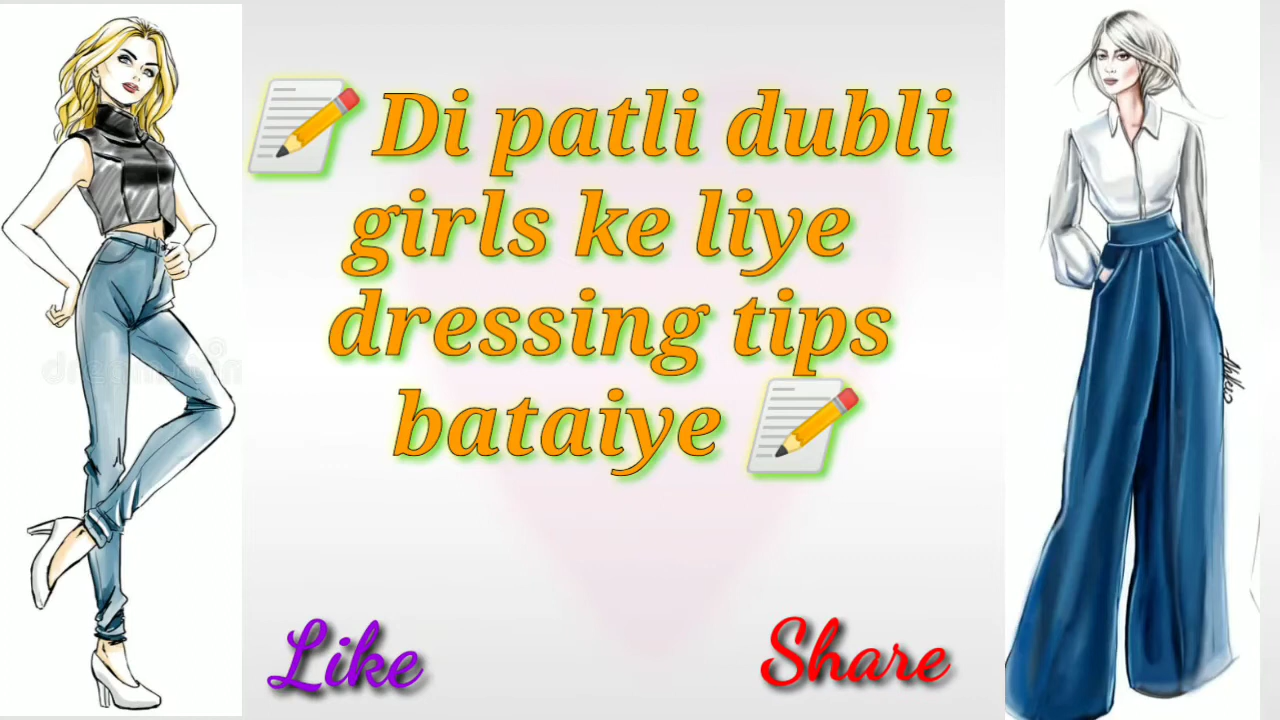 📝 Di patli dubli
girls ke liye
dressing tips
bataiye 📝
Like
Share